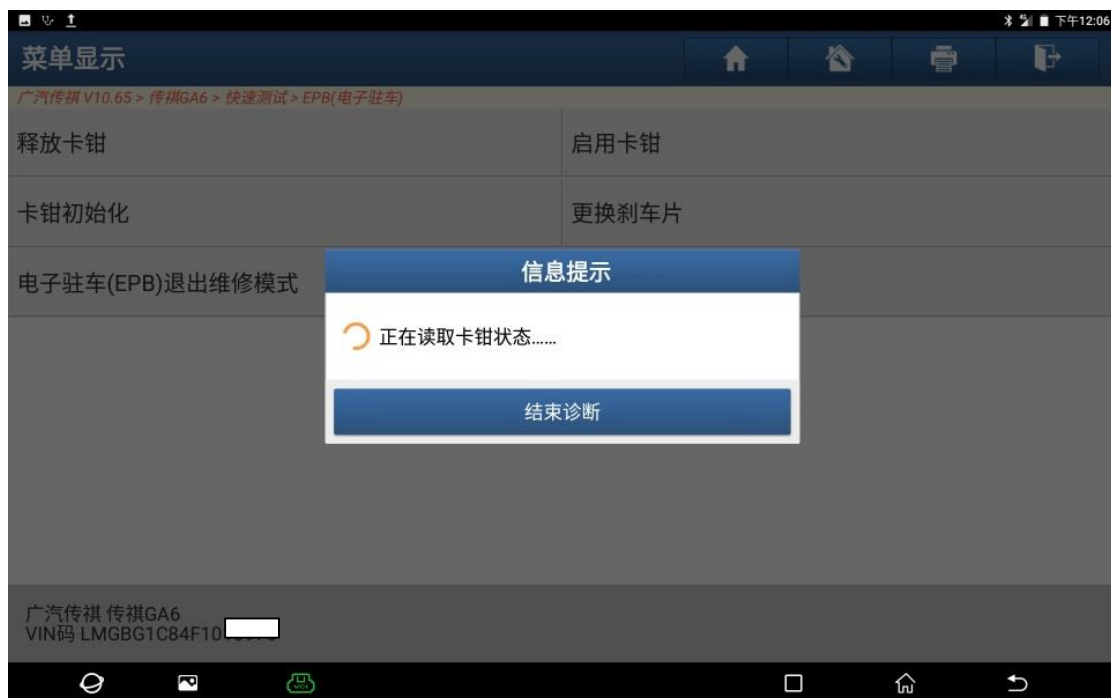 下午12:06
菜单显示
广汽传祺 V10.65 > 传祺GA6 > 快速测试 > EPB(电子驻车)
释放卡钳
启用卡钳
卡钳初始化
更换刹车片
电子驻车(EPB)退出维修模式
信息提示
正在读取卡钳状态......
结束诊断
广汽传祺 传祺GA6
VIN码 LMGBG1C84F10
VCI